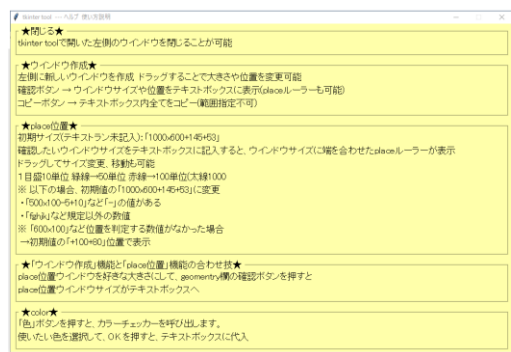 tkinter tool --- ヘルプ 使い方説明
★閉じる★
tkinter toolで開いた左側のウインドウを閉じることが可能
★ウインドウ作成★
左側に新しいウインドウを作成 ドラッグすることで大きさや位置を変更可能
確認ボタン → ウインドウサイズや位置をテキストボックスに表示(placeルーラーも可能)
コピーボタン → テキストボックス内全てをコピー(範囲指定不可)
★place位置★
初期サイズ(テキストラン未記入):「1000x600+145+53」
確認したいウインドウサイズをテキストボックスに記入すると、ウインドウサイズに端を合わせたplaceルーラーが表示
ドラッグしてサイズ変更、移動も可能
1目盛10単位 緑線→50単位 赤線→100単位(太線1000
※ 以下の場合、初期値の「1000x600+145+53」に変更
・「500x100-5+10」など「-」の値がある
・「fghjk」など規定以外の数値
※ 「600x100」など位置を判定する数値がなかった場合
→初期値の「+100+60」位置で表示
★「ウインドウ作成」機能と「place位置」機能の合わせ技★
place位置ウインドウを好きな大きさにして、geomentry欄の確認ボタンを押すと
place位置ウインドウサイズがテキストボックスへ
★color★
「色」ボタンを押すと、カラーチェッカーを呼び出します。
使いたい色を選択して、OKを押すと、テキストボックスに代入